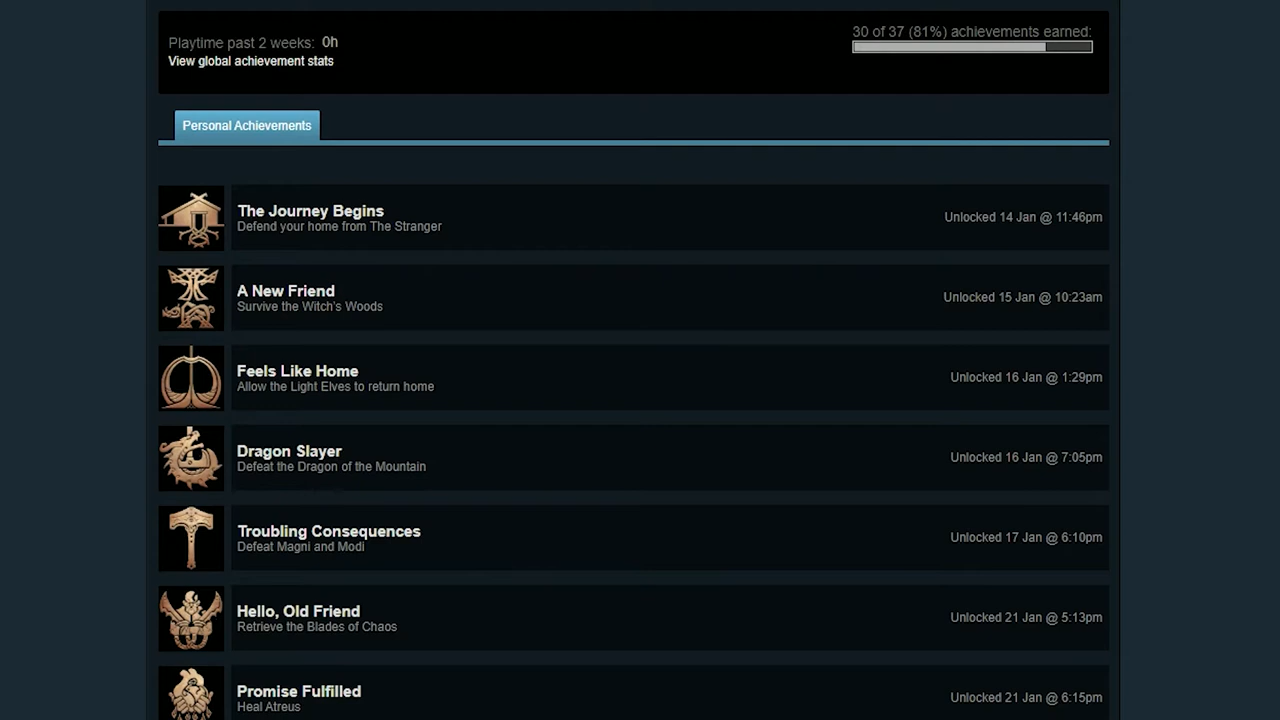 Playtime past 2 weeks: 0h
View global achievement stats
30 of 37 (81%) achievements earned:
Personal Achievements
The Journey Begins
Defend your home from The Stranger
Unlocked 14 Jan @ 11:46pm
A New Friend
Survive the Witch's Woods
Unlocked 15 Jan @ 10:23am
Feels Like Home
Allow the Light Elves to return home
Unlocked 16 Jan @ 1:29pm
Dragon Slayer
Defeat the Dragon of the Mountain
Unlocked 16 Jan @ 7:05pm
Troubling Consequences
Defeat Magni and Modi
Unlocked 17 Jan @ 6:10pm
Hello, Old Friend
Retrieve the Blades of Chaos
Unlocked 21 Jan @ 5:13pm
Promise Fulfilled
Heal Atreus
Unlocked 21 Jan @ 6:15pm